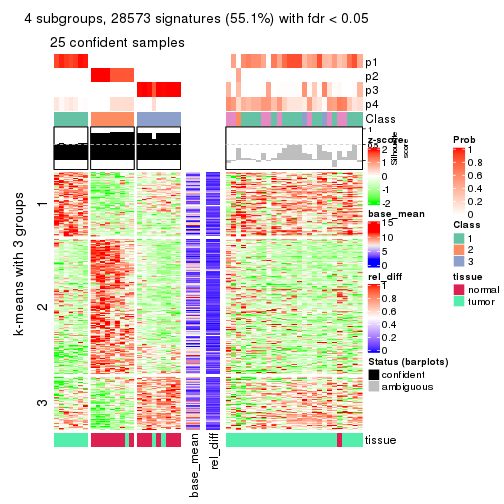 4 subgroups, 28573 signatures (55.1%) with fdr < 0.05
25 confident samples
p1
p2
p3
p4
Class
1
0.5
Silhouette
score
k-means with 3 groups
1
2
3
base_mean
rel_diff
tissue
z-score
2
1
0
-1
-2
base_mean
15
10
5
0
rel_diff
1
0.8
0.6
0.4
0.2
0
Status (barplots)
confident
ambiguous
Prob
1
0.8
0.6
0.4
0.2
0
Class
1
2
3
tissue
normal
tumor